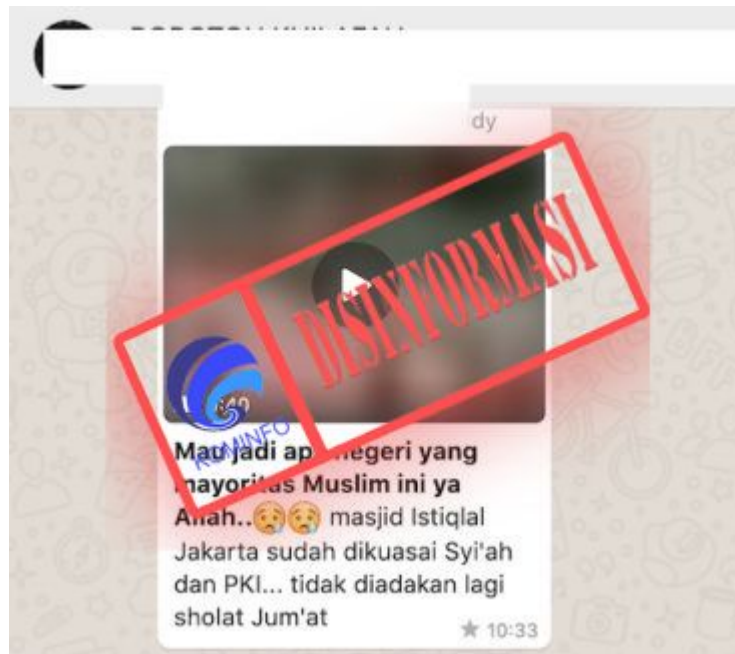 dy
DISINFORMASI
KOMINFO
Mau jadi apa negeri yang
mayoritas Muslim ini ya
Allah..😢😢 masjid Istiqlal
Jakarta sudah dikuasai Syi'ah
dan PKI... tidak diadakan lagi
sholat Jum'at
★ 10:33